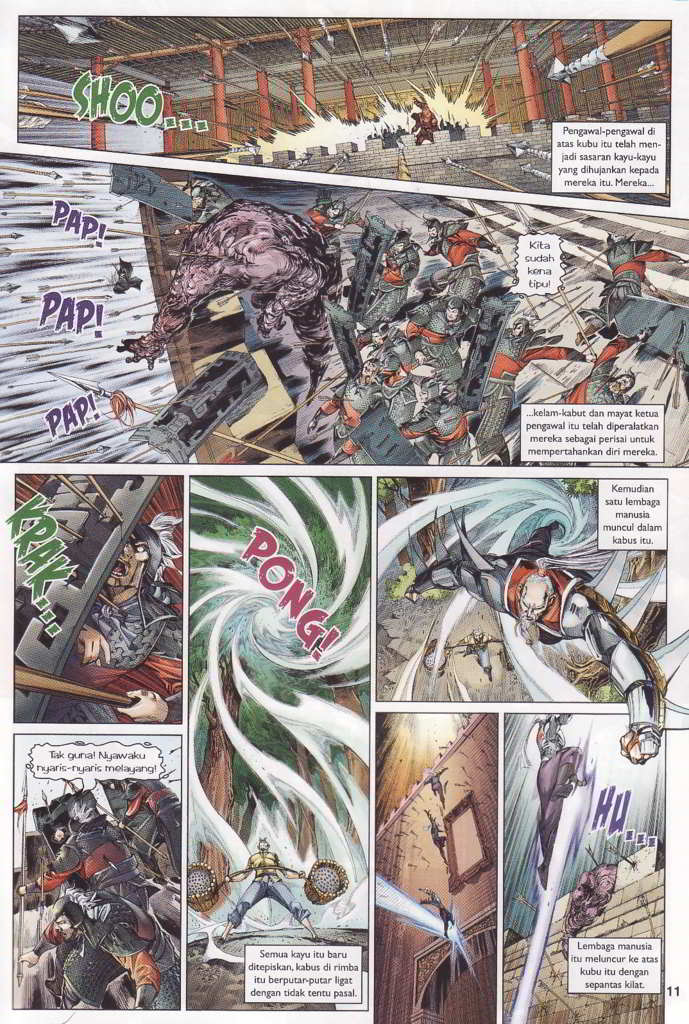 SHOO...
Pengawal-pengawal di
atas kubu itu telah men-
jadi sasaran kayu-kayu
yang dihujankan kepada
mereka itu. Mereka...
PAP!
PAP!
PAP!
Kita
sudah
kena
tipu!
...kelam-kabut dan mayat ketua
pengawal itu telah diperalatkan
mereka sebagai perisai untuk
mempertahankan diri mereka.
KRAK...
Tak guna! Nyawaku
nyaris-nyaris melayang!
PONG!
Semua kayu itu baru
ditepiskan, kabus di rimba
itu berputar-putar ligat
dengan tidak tentu pasal.
Kemudian
satu lembaga
manusia
muncul dalam
kabus itu.
HU...
Lembaga manusia
itu meluncur ke atas
kubu itu dengan
sepantas kilat.
11